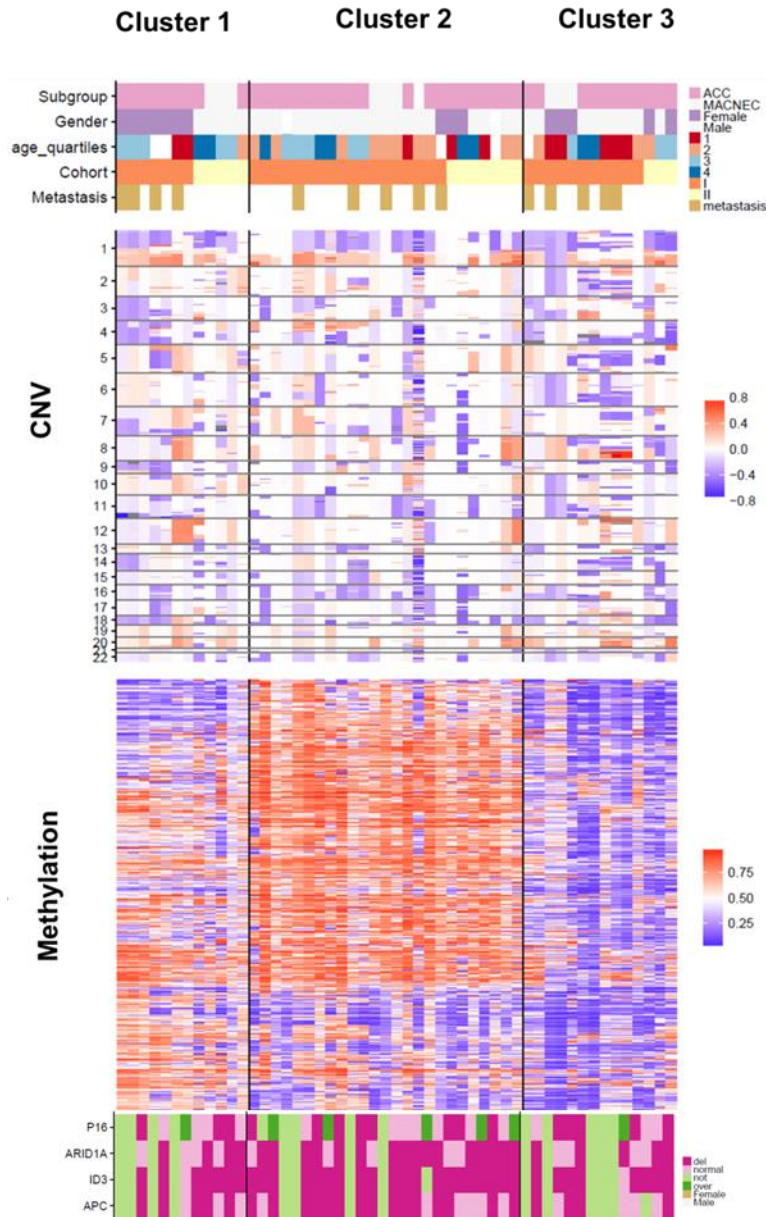 Cluster 1 Cluster 2 Cluster 3
Subgroup
Gender
age_quartiles
Cohort
Metastasis
ACC
MACNEC
Female
Male
1
2
3
4
I
II
metastasis
CNV
1
2
3
4
5
6
7
8
9
10
11
12
13
14
15
16
17
18
19
20
21
22
0.8
0.4
0.0
−0.4
−0.8
Methylation
0.75
0.50
0.25
P16
ARID1A
ID3
APC
del
normal
not
over
Female
Male